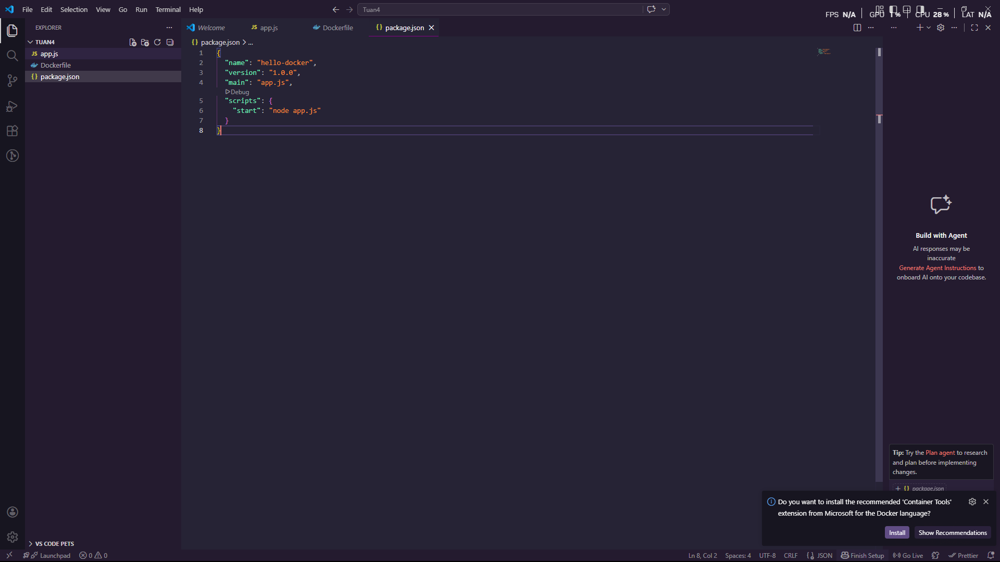 File Edit Selection View Go Run Terminal Help
Tuan4
FPS N/A GPU 1% CPU 28% LAT N/A
EXPLORER
TUAN4
JS app.js
Dockerfile
{} package.json
VS CODE PETS
Welcome
JS app.js
Dockerfile
{} package.json
{} package.json > ...
1 {
2 "name": "hello-docker",
3 "version": "1.0.0",
4 "main": "app.js",
Debug
5 "scripts": {
6 "start": "node app.js"
7 }
8 }
Build with Agent
AI responses may be
inaccurate
Generate Agent Instructions to
onboard AI onto your codebase.
Tip: Try the Plan agent to research
and plan before implementing
changes.
{} package.json
Do you want to install the recommended 'Container Tools'
extension from Microsoft for the Docker language?
Install Show Recommendations
Launchpad 0 0 Ln 8, Col 2 Spaces: 4 UTF-8 CRLF {} JSON Finish Setup Go Live Prettier